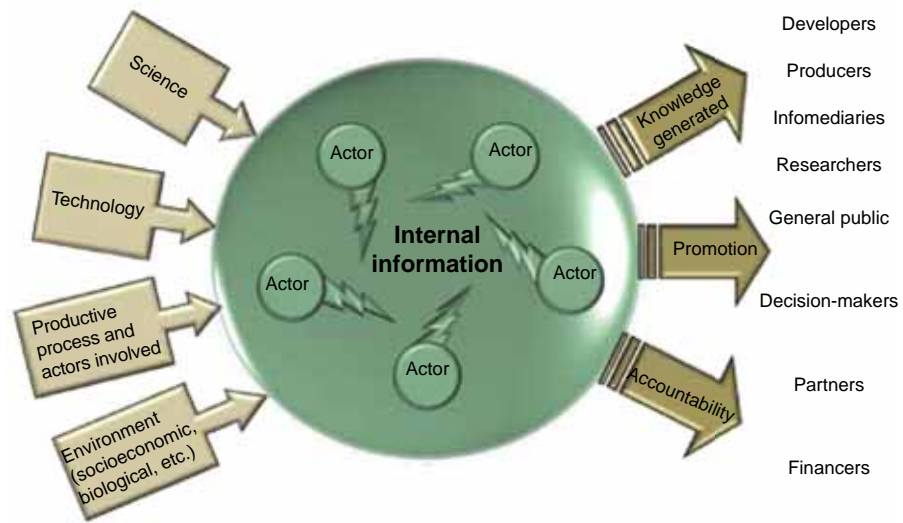 Science
Technology
Productive
process and
actors involved
Environment
(socioeconomic,
biological, etc.)
Actor
Actor
Actor
Actor
Actor
Internal
information
Knowledge
generated
Promotion
Accountability
Developers
Producers
Infomediaries
Researchers
General public
Decision-makers
Partners
Financers